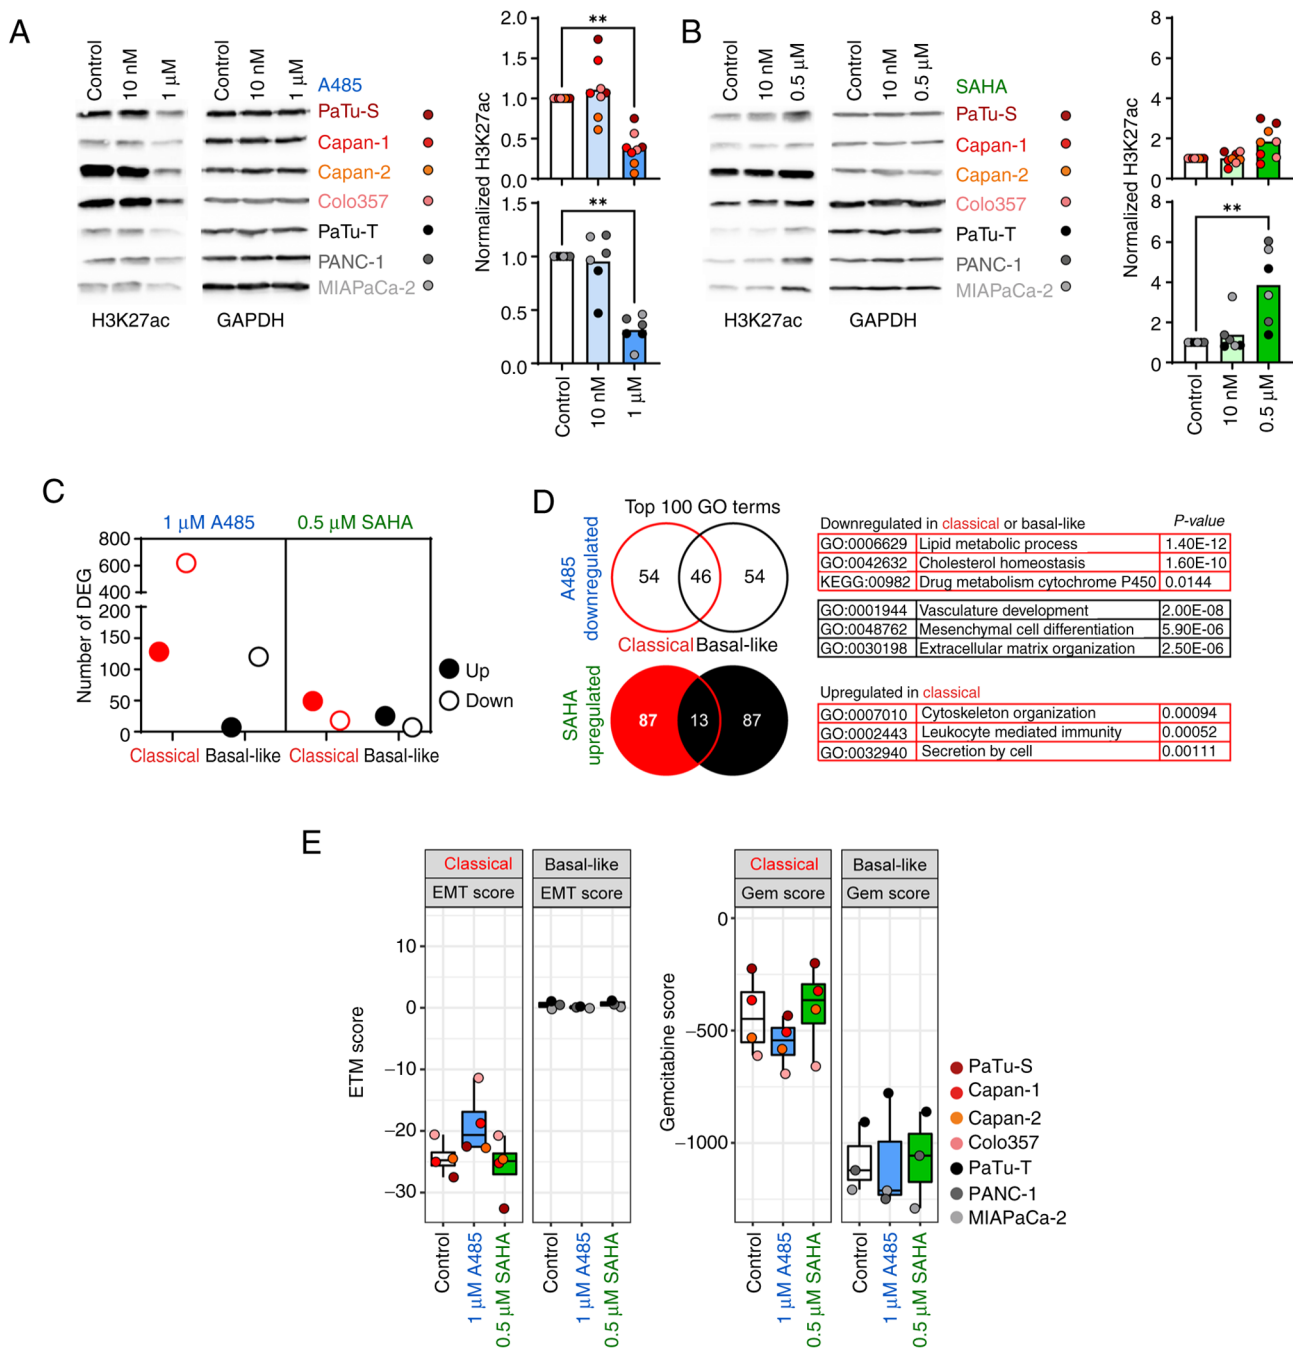 A
Control
10 nM
1 µM
Control
10 nM
1 µM
A485
PaTu-S
Capan-1
Capan-2
Colo357
PaTu-T
PANC-1
MIAPaCa-2
H3K27ac
GAPDH
Normalized H3K27ac
2.0
1.5
1.0
0.5
0.0
**
1.5
1.0
0.5
0.0
**
Control
10 nM
1 µM
B
Control
10 nM
0.5 µM
Control
10 nM
0.5 µM
SAHA
PaTu-S
Capan-1
Capan-2
Colo357
PaTu-T
PANC-1
MIAPaCa-2
H3K27ac
GAPDH
Normalized H3K27ac
8
6
4
2
0
8
6
4
2
0
**
Control
10 nM
0.5 µM
C
1 µM A485
0.5 µM SAHA
Number of DEG
800
600
400
200
150
100
50
0
Classical
Basal-like
Classical
Basal-like
Up
Down
D
Top 100 GO terms
A485
downregulated
54
46
54
Classical
Basal-like
SAHA
upregulated
87
13
87
Downregulated in classical or basal-like
P-value
GO:0006629 Lipid metabolic process 1.40E-12
GO:0042632 Cholesterol homeostasis 1.60E-10
KEGG:00982 Drug metabolism cytochrome P450 0.0144
GO:0001944 Vasculature development 2.00E-08
GO:0048762 Mesenchymal cell differentiation 5.90E-06
GO:0030198 Extracellular matrix organization 2.50E-06
Upregulated in classical
GO:0007010 Cytoskeleton organization 0.00094
GO:0002443 Leukocyte mediated immunity 0.00052
GO:0032940 Secretion by cell 0.00111
E
Classical
EMT score
Basal-like
EMT score
ETM score
10
0
−10
−20
−30
Control
1 µM A485
0.5 µM SAHA
Control
1 µM A485
0.5 µM SAHA
Classical
Gem score
Basal-like
Gem score
Gemcitabine score
0
−500
−1000
Control
1 µM A485
0.5 µM SAHA
Control
1 µM A485
0.5 µM SAHA
PaTu-S
Capan-1
Capan-2
Colo357
PaTu-T
PANC-1
MIAPaCa-2